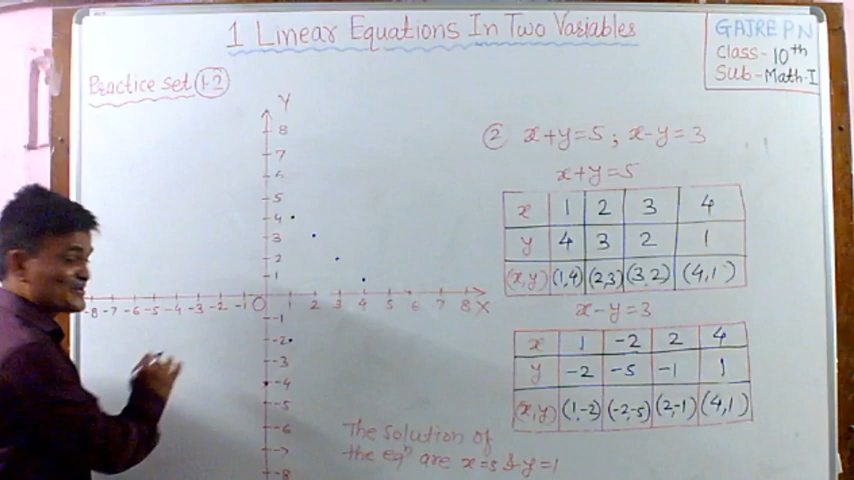 1 Linear Equations In Two Variables
GAJRE P N
Class- 10th
Sub-Math-I
Practice set 1.2
Y
8
7
6
5
4
3
2
1
-8 -7 -6 -5 -4 -3 -2 -1 O 1 2 3 4 5 6 7 8 X
-1
-2
-3
-4
-5
-6
-7
-8
② x+y=5 ; x-y=3
x+y=5
x 1 2 3 4
y 4 3 2 1
(x,y) (1,4) (2,3) (3,2) (4,1)
x-y=3
x 1 -2 2 4
y -2 -5 -1 1
(x,y) (1,-2) (-2,-5) (2,-1) (4,1)
The solution of
the eqn are x=5 & y=1